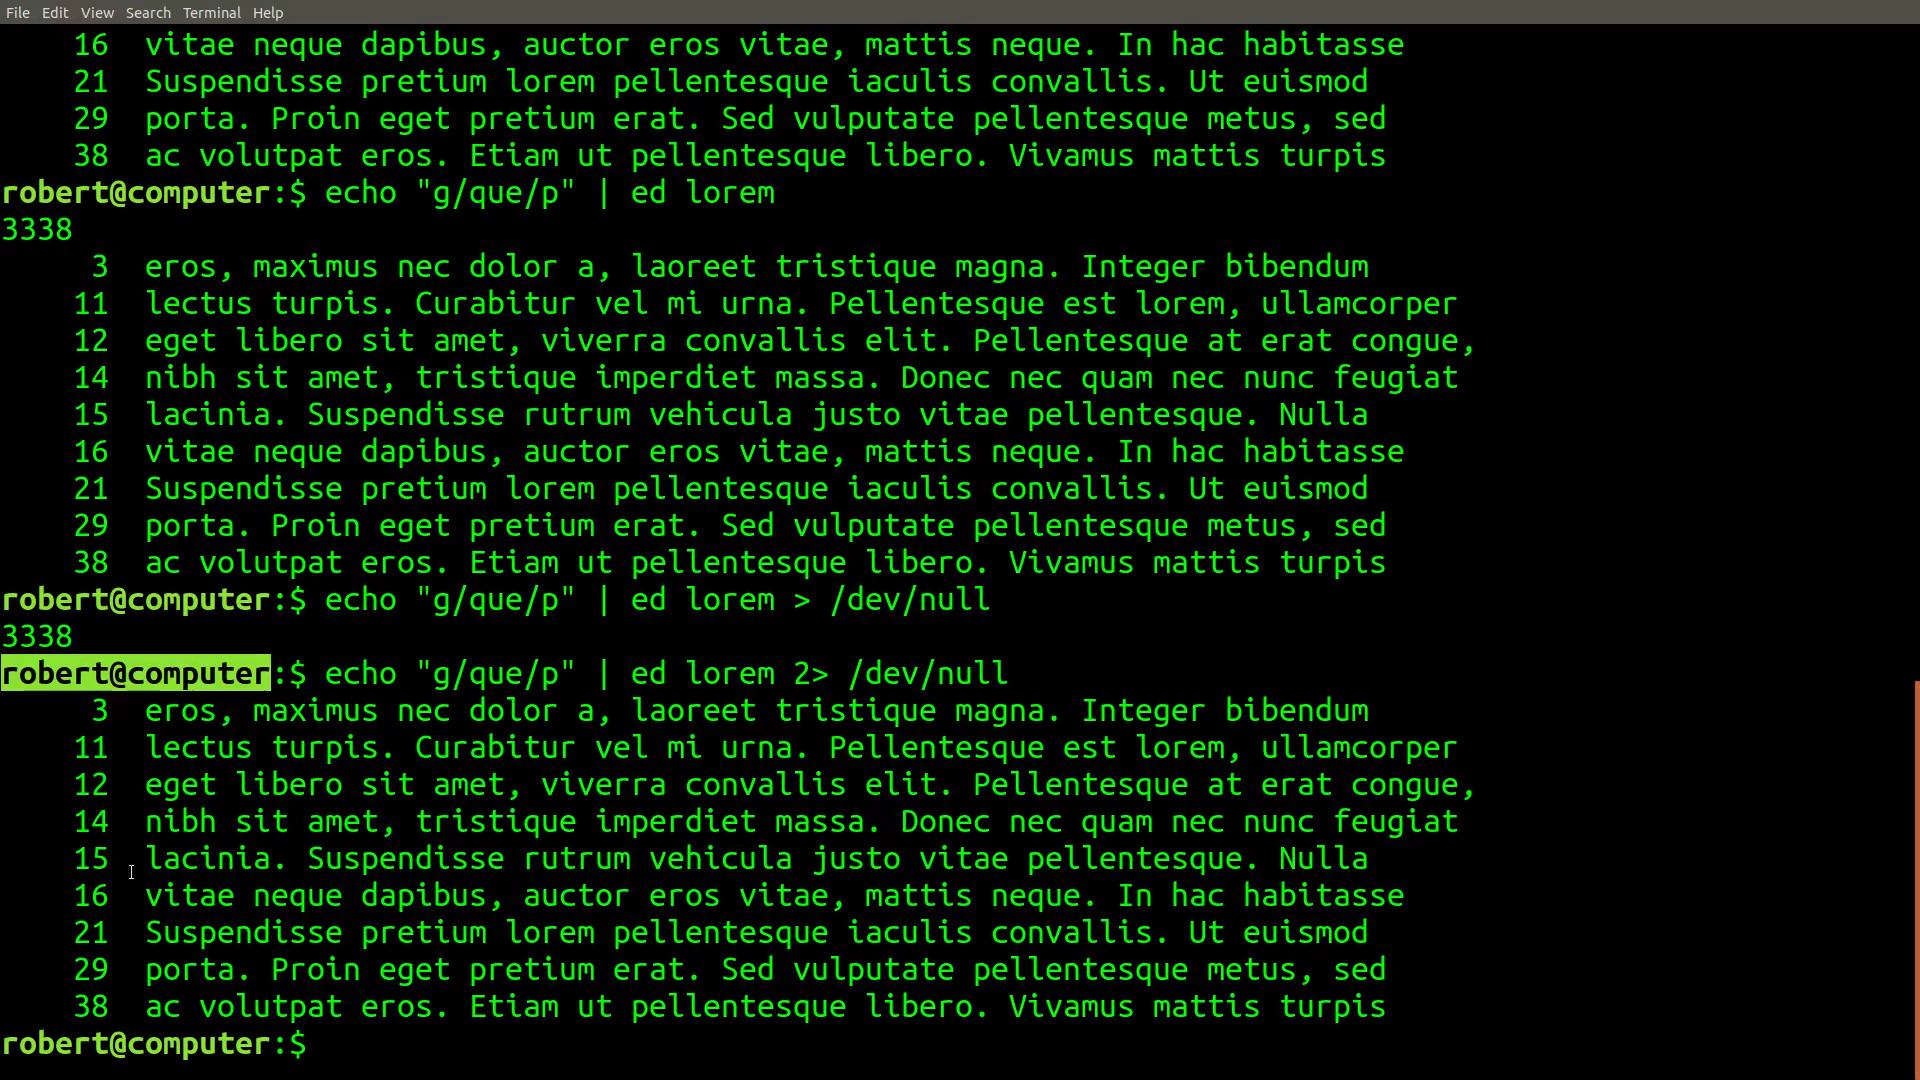 File Edit View Search Terminal Help
16 vitae neque dapibus, auctor eros vitae, mattis neque. In hac habitasse
21 Suspendisse pretium lorem pellentesque iaculis convallis. Ut euismod
29 porta. Proin eget pretium erat. Sed vulputate pellentesque metus, sed
38 ac volutpat eros. Etiam ut pellentesque libero. Vivamus mattis turpis
robert@computer:$ echo "g/que/p" | ed lorem
3338
3 eros, maximus nec dolor a, laoreet tristique magna. Integer bibendum
11 lectus turpis. Curabitur vel mi urna. Pellentesque est lorem, ullamcorper
12 eget libero sit amet, viverra convallis elit. Pellentesque at erat congue,
14 nibh sit amet, tristique imperdiet massa. Donec nec quam nec nunc feugiat
15 lacinia. Suspendisse rutrum vehicula justo vitae pellentesque. Nulla
16 vitae neque dapibus, auctor eros vitae, mattis neque. In hac habitasse
21 Suspendisse pretium lorem pellentesque iaculis convallis. Ut euismod
29 porta. Proin eget pretium erat. Sed vulputate pellentesque metus, sed
38 ac volutpat eros. Etiam ut pellentesque libero. Vivamus mattis turpis
robert@computer:$ echo "g/que/p" | ed lorem > /dev/null
3338
robert@computer:$ echo "g/que/p" | ed lorem 2> /dev/null
3 eros, maximus nec dolor a, laoreet tristique magna. Integer bibendum
11 lectus turpis. Curabitur vel mi urna. Pellentesque est lorem, ullamcorper
12 eget libero sit amet, viverra convallis elit. Pellentesque at erat congue,
14 nibh sit amet, tristique imperdiet massa. Donec nec quam nec nunc feugiat
15 lacinia. Suspendisse rutrum vehicula justo vitae pellentesque. Nulla
16 vitae neque dapibus, auctor eros vitae, mattis neque. In hac habitasse
21 Suspendisse pretium lorem pellentesque iaculis convallis. Ut euismod
29 porta. Proin eget pretium erat. Sed vulputate pellentesque metus, sed
38 ac volutpat eros. Etiam ut pellentesque libero. Vivamus mattis turpis
robert@computer:$